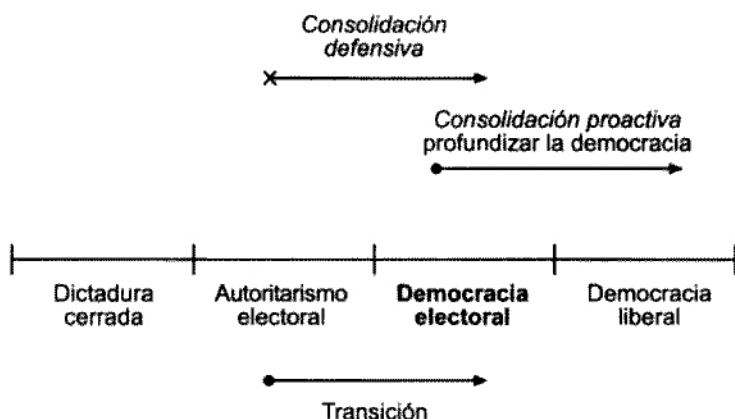 Consolidación
defensiva
Consolidación proactiva
profundizar la democracia
Dictadura
cerrada
Autoritarismo
electoral
Democracia
electoral
Democracia
liberal
Transición